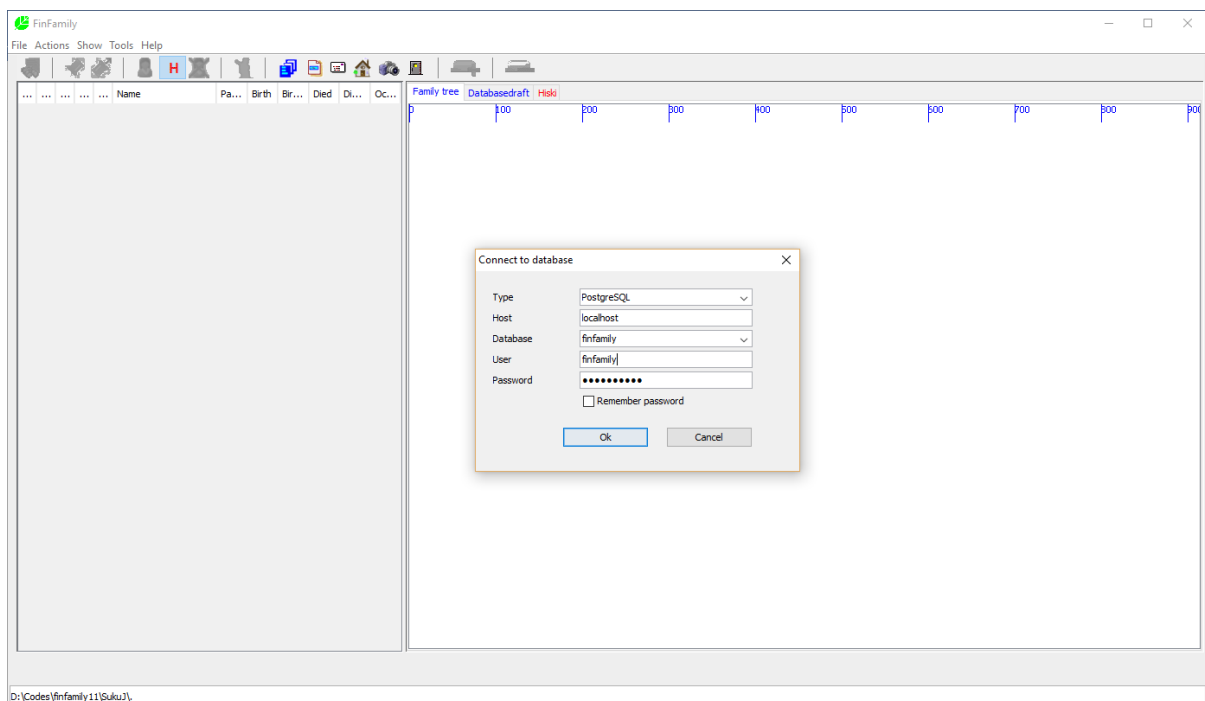 FinFamily
File Actions Show Tools Help
H
... ... ... ... ... Name Pa... Birth Bir... Died Di... Oc...
Family tree Databasedraft Hiski
0 100 200 300 400 500 600 700 800 900
Connect to database
Type PostgreSQL
Host localhost
Database finfamily
User finfamily
Password ●●●●●●●●●●
Remember password
Ok Cancel
D:\Codes\finfamily11\SukuJ\.